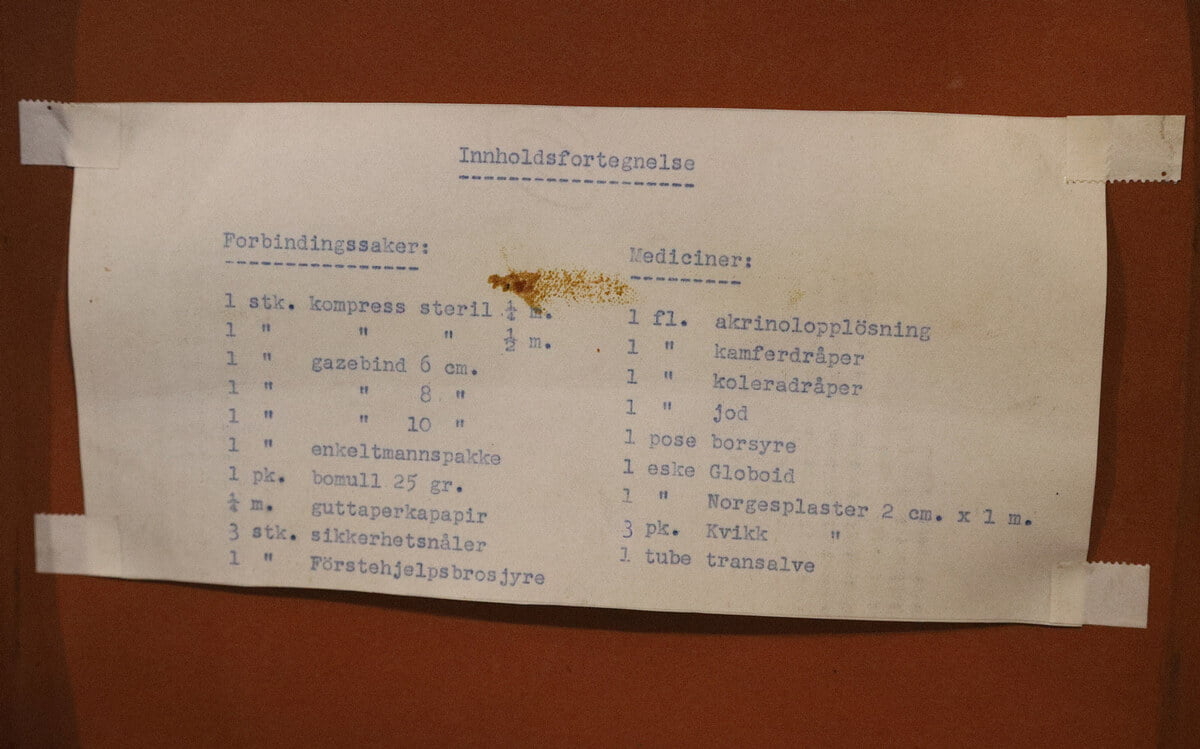 Innholdsfortegnelse
Forbindingssaker:
1 stk. kompress steril ¼ m.
1 " " " ½ m.
1 " gazebind 6 cm.
1 " " 8 "
1 " " 10 "
1 " enkeltmannspakke
1 pk. bomull 25 gr.
¼ m. guttaperkapapir
3 stk. sikkerhetsnåler
1 " Förstehjelpsbrosjyre
Mediciner:
1 fl. akrinolopplösning
1 " kamferdråper
1 " koleradråper
1 " jod
1 pose borsyre
1 eske Globoid
1 " Norgesplaster 2 cm. x 1 m.
3 pk. Kvikk "
1 tube transalve